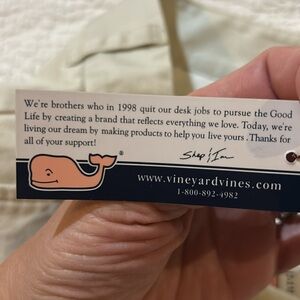 We're brothers who in 1998 quit our desk jobs to pursue the Good
Life by creating a brand that reflects everything we love. Today, we're
living our dream by making products to help you live yours. Thanks for
all of your support!
Shep & Ian
®
www.vineyardvines.com
1-800-892-4982